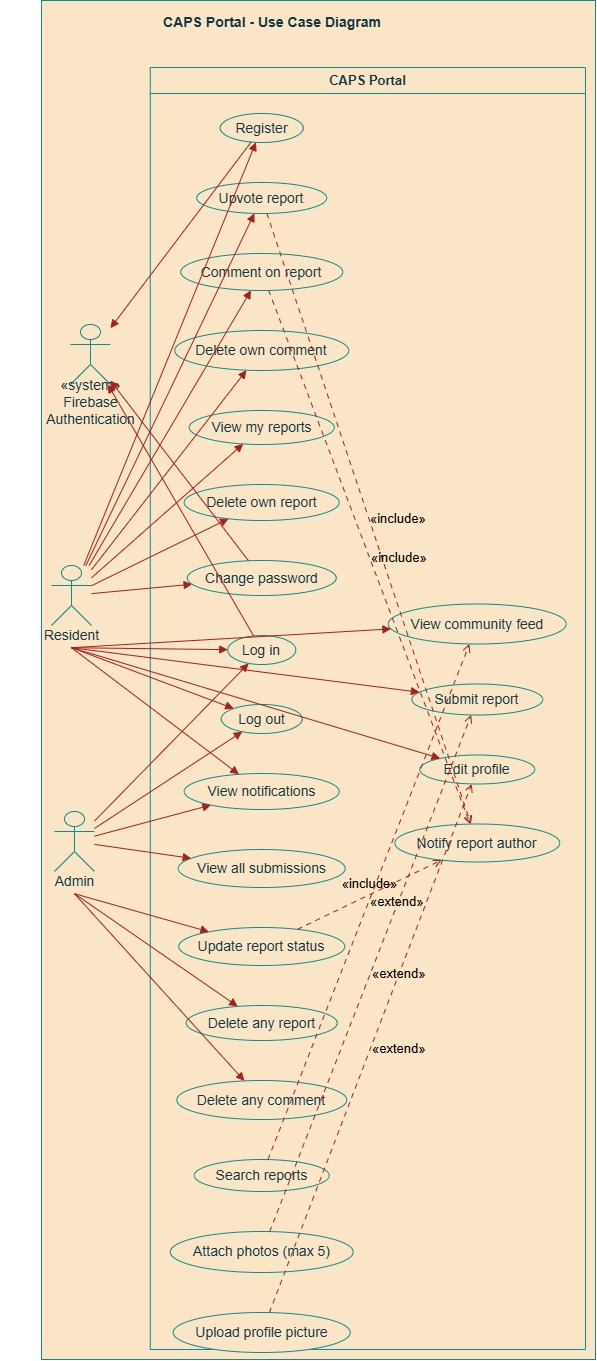 CAPS Portal - Use Case Diagram
CAPS Portal
Register
Upvote report
Comment on report
Delete own comment
«system»
Firebase
Authentication
View my reports
Delete own report
«include»
«include»
Change password
View community feed
Resident
Log in
Submit report
Log out
Edit profile
View notifications
Notify report author
View all submissions
Admin
«include»
«extend»
Update report status
«extend»
Delete any report
«extend»
Delete any comment
Search reports
Attach photos (max 5)
Upload profile picture